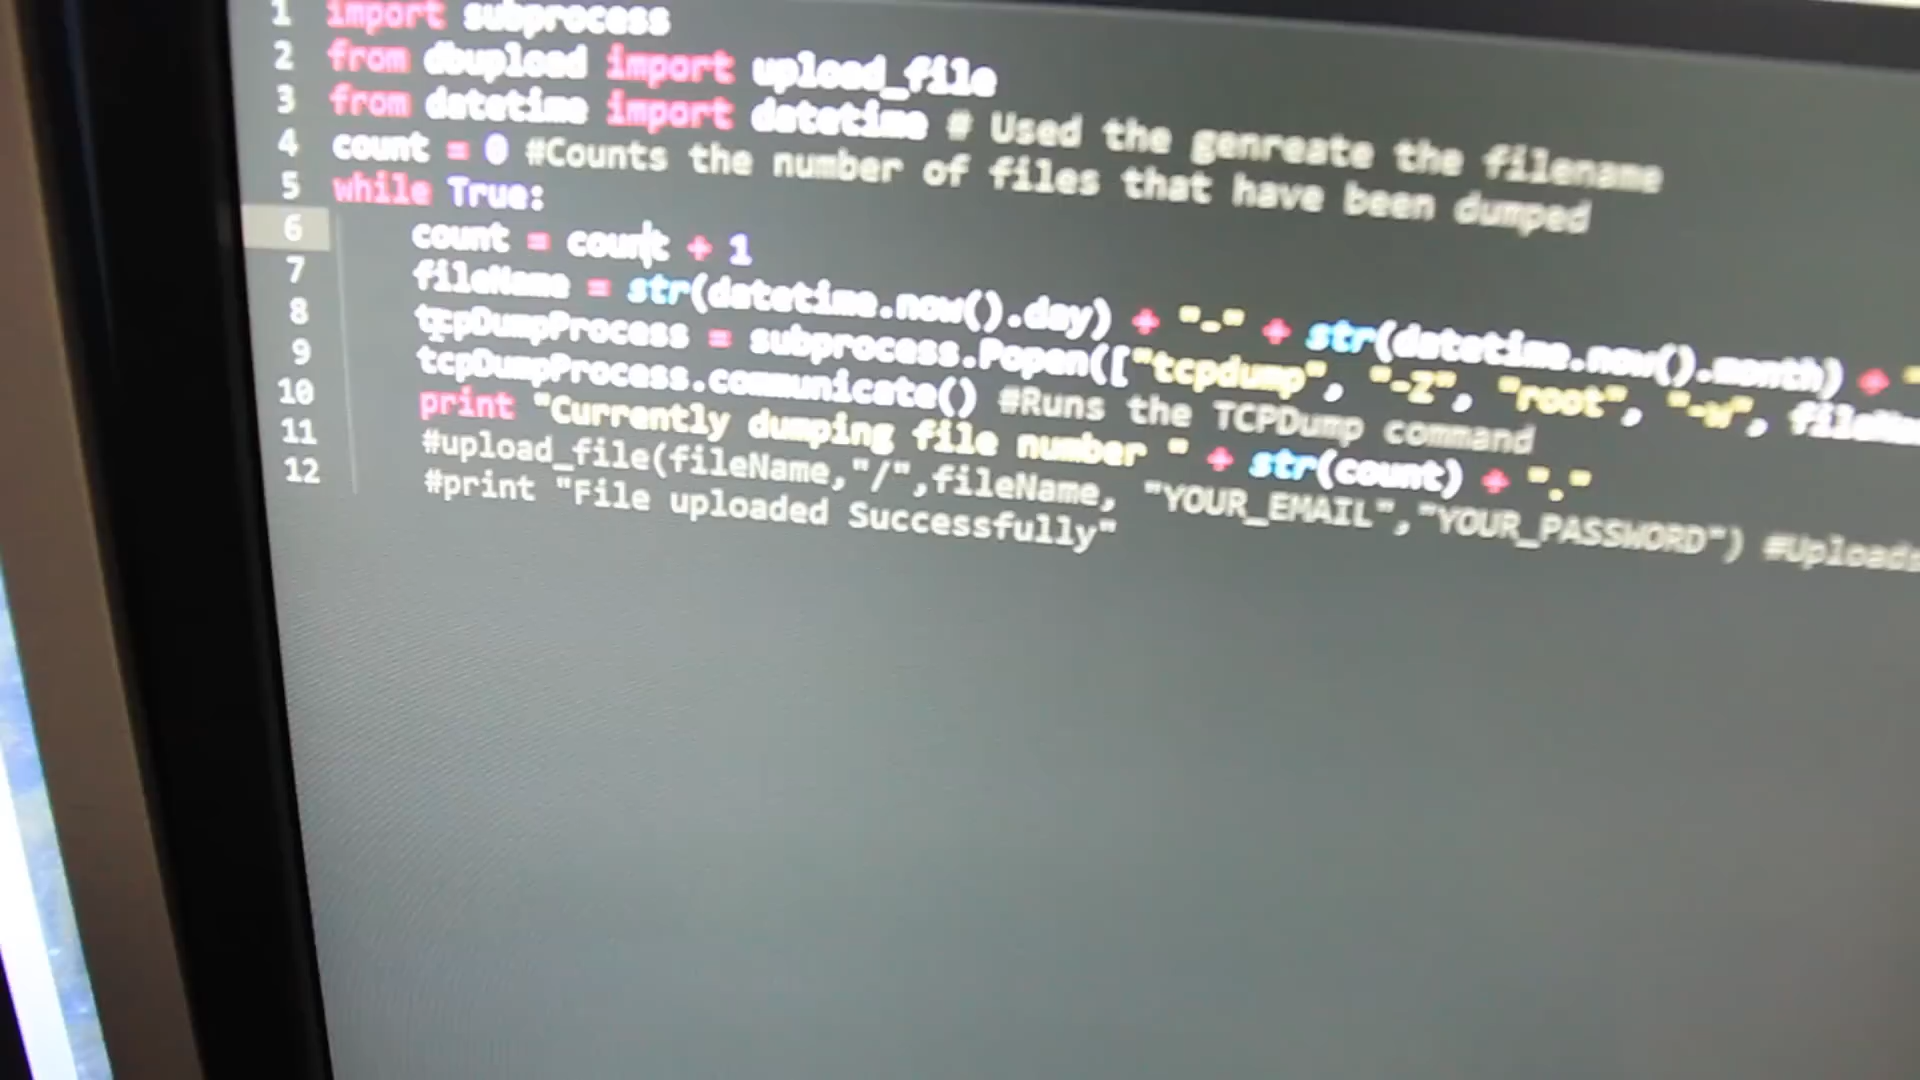 1 import subprocess
2 from dbupload import upload_file
3 from datetime import datetime # Used the genreate the filename
4 count = 0 #Counts the number of files that have been dumped
5 while True:
6 count = count + 1
7 fileName = str(datetime.now().day) + "-" + str(datetime.now().month) + "
8 tcpDumpProcess = subprocess.Popen(["tcpdump", "-Z", "root", "-w", fileNam
9 tcpDumpProcess.communicate() #Runs the TCPDump command
10 print "Currently dumping file number " + str(count) + "."
11 #upload_file(fileName,"/",fileName, "YOUR_EMAIL","YOUR_PASSWORD") #Uploads
12 #print "File uploaded Successfully"